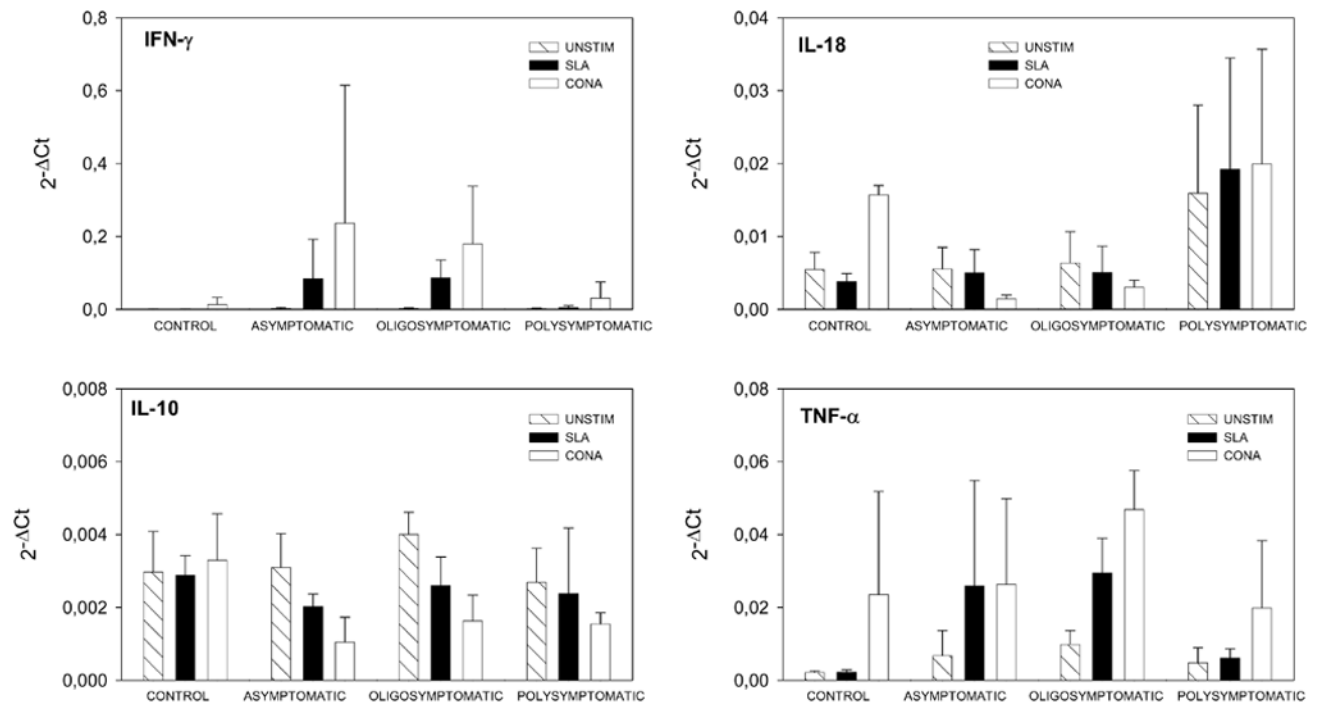 IFN-γ
UNSTIM
SLA
CONA
2-ΔCt
0,8
0,6
0,4
0,2
0,0
CONTROL ASYMPTOMATIC OLIGOSYMPTOMATIC POLYSYMPTOMATIC
IL-18
UNSTIM
SLA
CONA
2-ΔCt
0,04
0,03
0,02
0,01
0,00
CONTROL ASYMPTOMATIC OLIGOSYMPTOMATIC POLYSYMPTOMATIC
IL-10
UNSTIM
SLA
CONA
2-ΔCt
0,008
0,006
0,004
0,002
0,000
CONTROL ASYMPTOMATIC OLIGOSYMPTOMATIC POLYSYMPTOMATIC
TNF-α
UNSTIM
SLA
CONA
2-ΔCt
0,08
0,06
0,04
0,02
0,00
CONTROL ASYMPTOMATIC OLIGOSYMPTOMATIC POLYSYMPTOMATIC